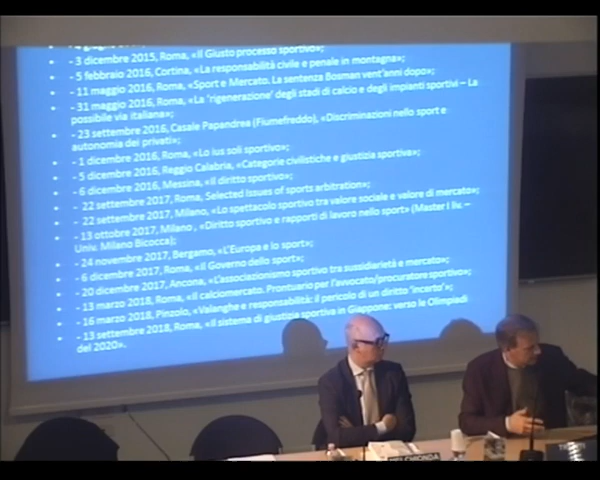 - 3 dicembre 2015, Roma, «Il Giusto processo sportivo»;
- 5 febbraio 2016, Cortina, «La responsabilità civile e penale in montagna»;
- 11 maggio 2016, Roma, «Sport e Mercato. La sentenza Bosman vent'anni dopo»;
- 31 maggio 2016, Roma, «La 'rigenerazione' degli stadi di calcio e degli impianti sportivi – La
possibile via italiana»;
- 23 settembre 2016, Casale Papandrea (Fiumefreddo), «Discriminazioni nello sport e
autonomia dei privati»;
- 1 dicembre 2016, Roma, «Lo ius soli sportivo»;
- 5 dicembre 2016, Reggio Calabria, «Categorie civilistiche e giustizia sportiva»;
- 6 dicembre 2016, Messina, «Il diritto sportivo»;
- 22 settembre 2017, Roma, Selected issues of sports arbitration»;
- 22 settembre 2017, Milano, «Lo spettacolo sportivo tra valore sociale e valore di mercato»;
- 13 ottobre 2017, Milano , «Diritto sportivo e rapporti di lavoro nello sport» (Master I liv. –
Univ. Milano Bicocca);
- 24 novembre 2017, Bergamo, «L'Europa e lo sport»;
- 6 dicembre 2017, Roma, «Il Governo dello sport»;
- 20 dicembre 2017, Ancona, «L'associazionismo sportivo tra sussidiarietà e mercato»;
- 13 marzo 2018, Roma, «Il calciomercato. Prontuario per l'avvocato/procuratore sportivo»;
- 16 marzo 2018, Pinzolo, «Valanghe e responsabilità: il pericolo di un diritto 'incerto'»;
- 13 settembre 2018, Roma, «Il sistema di giustizia sportiva in Giappone: verso le Olimpiadi
del 2020».